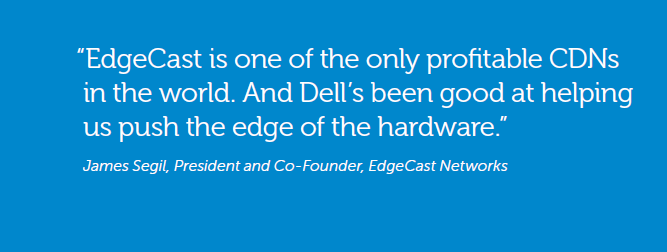 “EdgeCast is one of the only profitable CDNs
in the world. And Dell’s been good at helping
us push the edge of the hardware.”
James Segil, President and Co-Founder, EdgeCast Networks